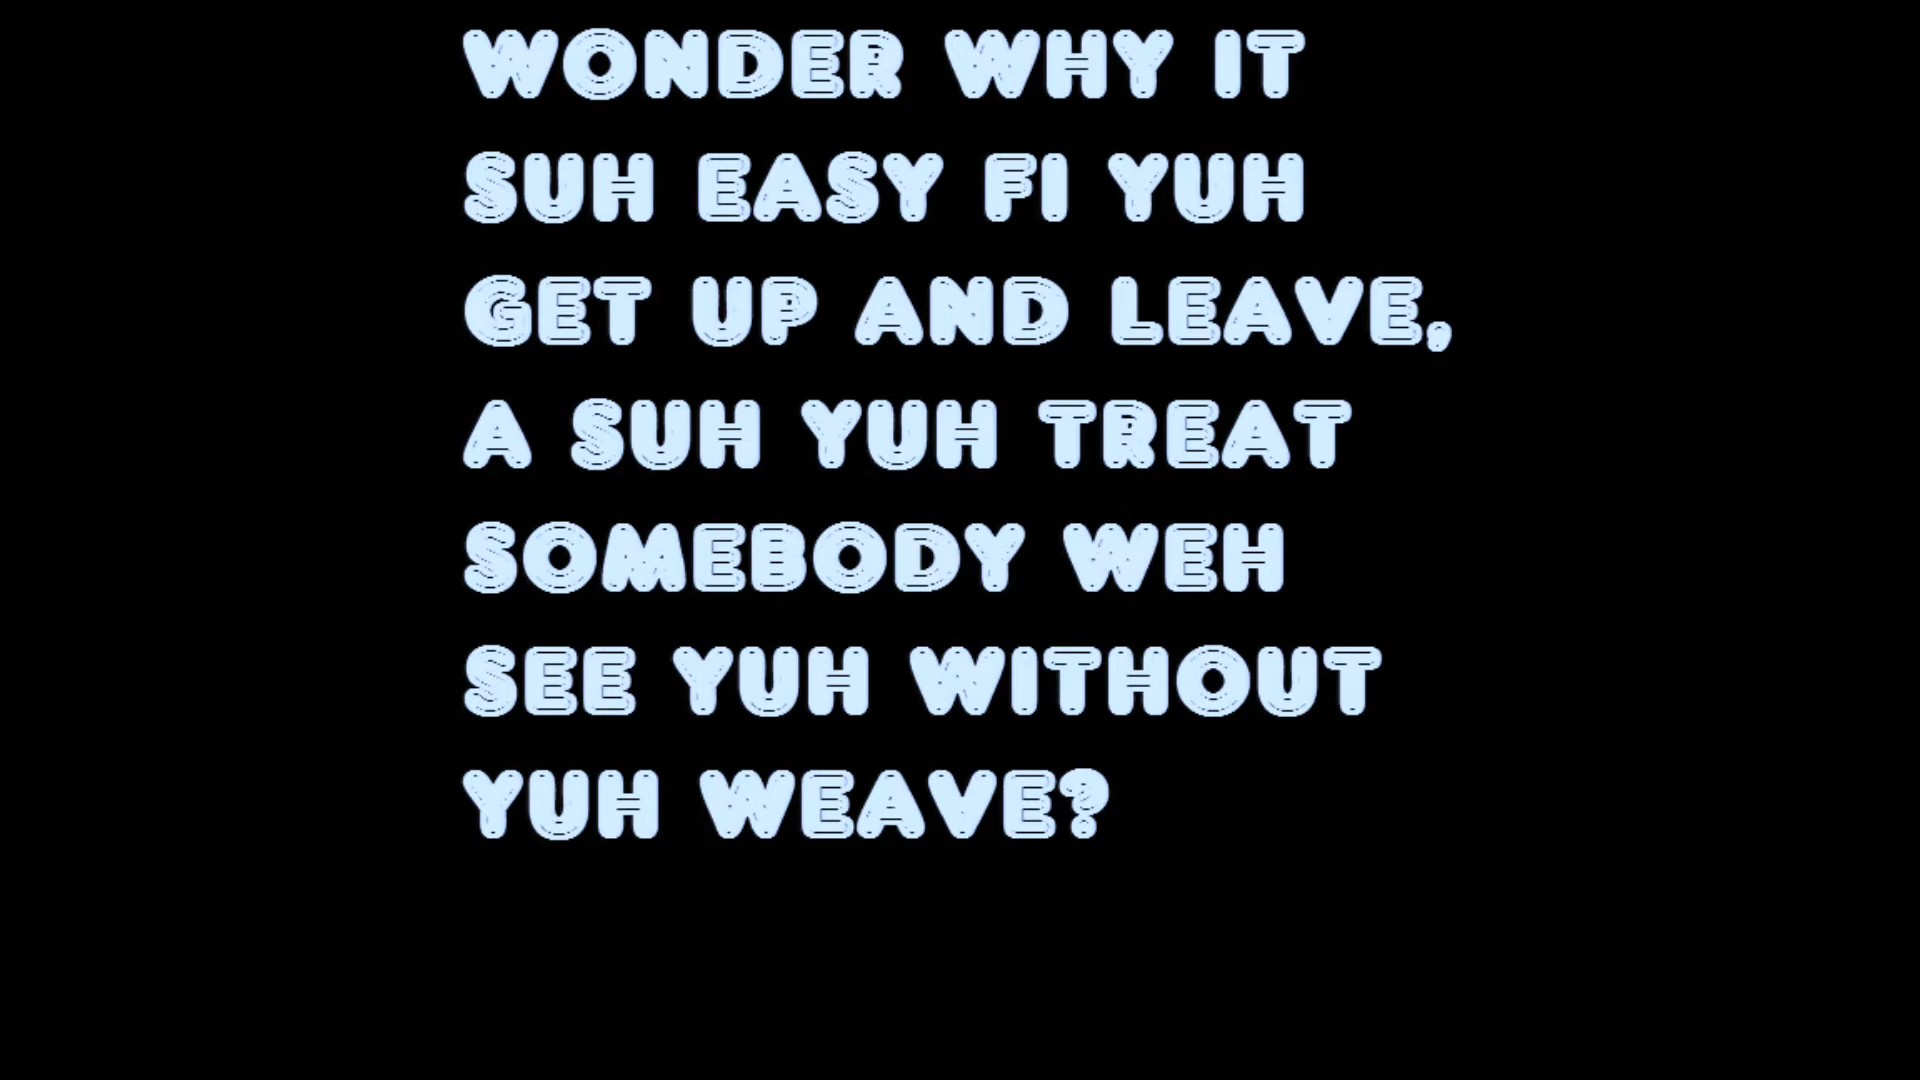 WONDER WHY IT
SUH EASY FI YUH
GET UP AND LEAVE,
A SUH YUH TREAT
SOMEBODY WEH
SEE YUH WITHOUT
YUH WEAVE?